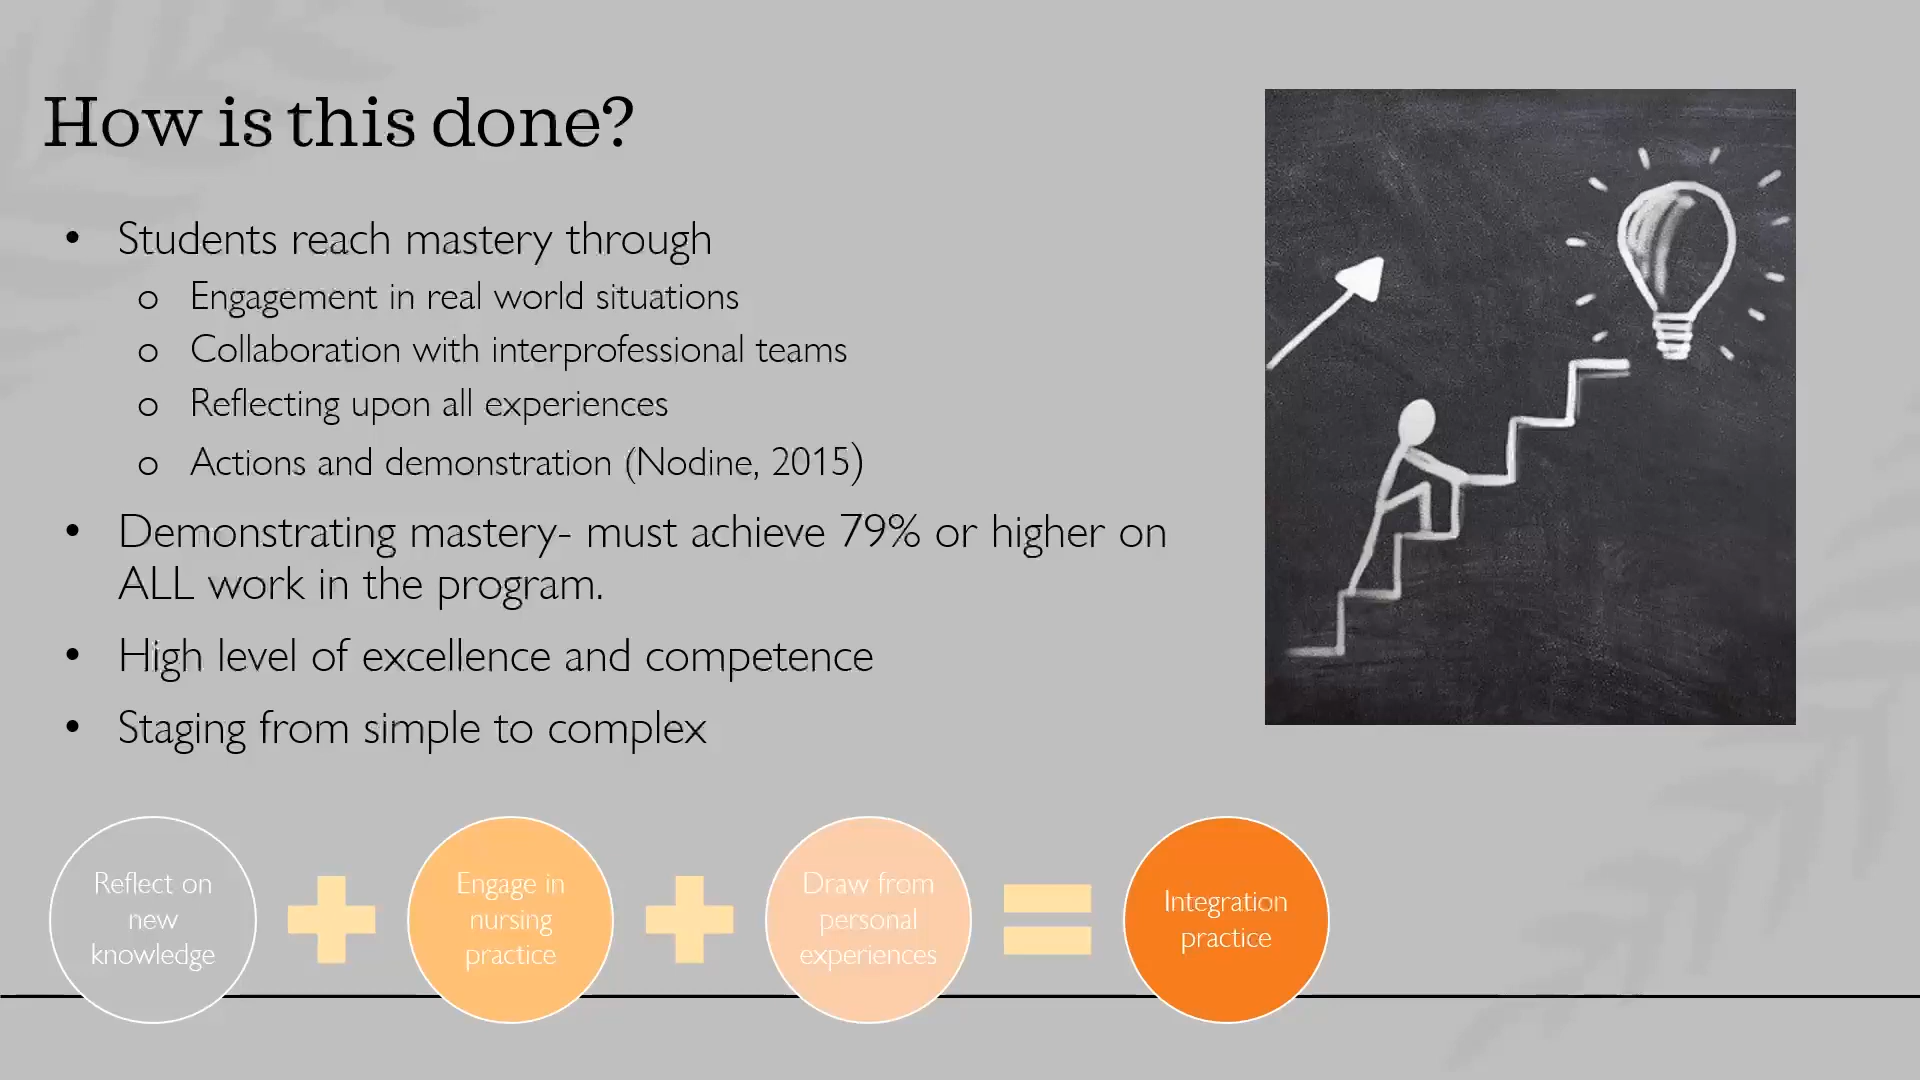 How is this done?
• Students reach mastery through
o Engagement in real world situations
o Collaboration with interprofessional teams
o Reflecting upon all experiences
o Actions and demonstration (Nodine, 2015)
• Demonstrating mastery- must achieve 79% or higher on
ALL work in the program.
• High level of excellence and competence
• Staging from simple to complex
Reflect on
new
knowledge
Engage in
nursing
practice
Draw from
personal
experiences
Integration
practice